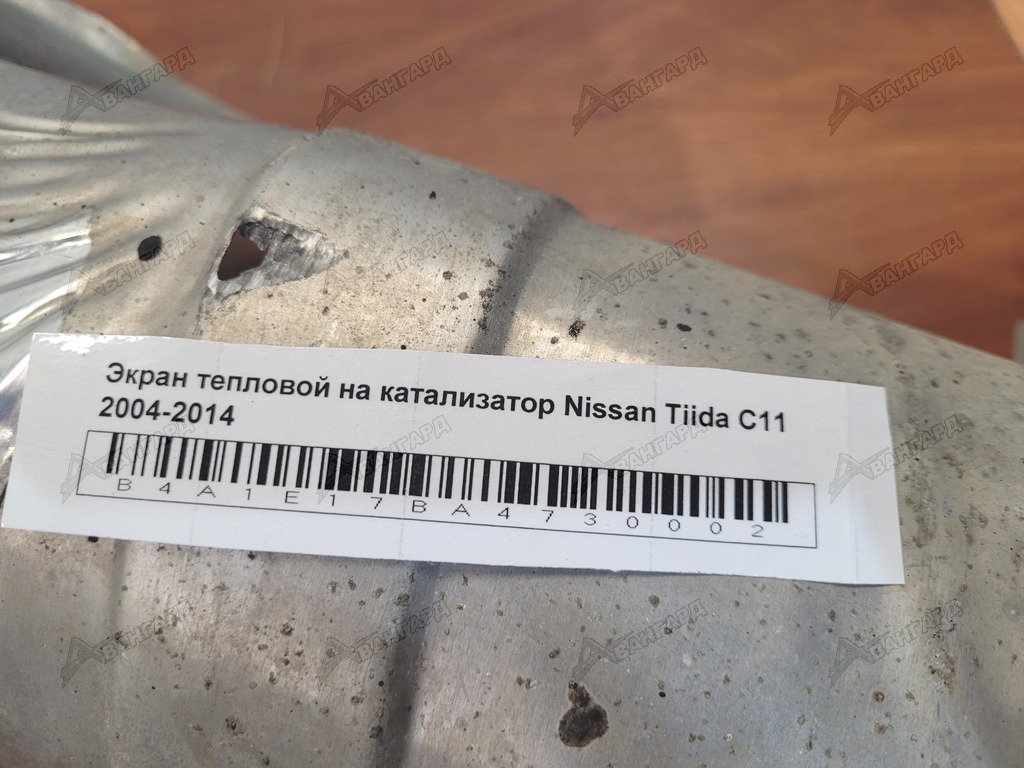 Экран тепловой на катализатор Nissan Tiida C11
2004-2014
B4A1E17BA4730002
АВАНГАРД